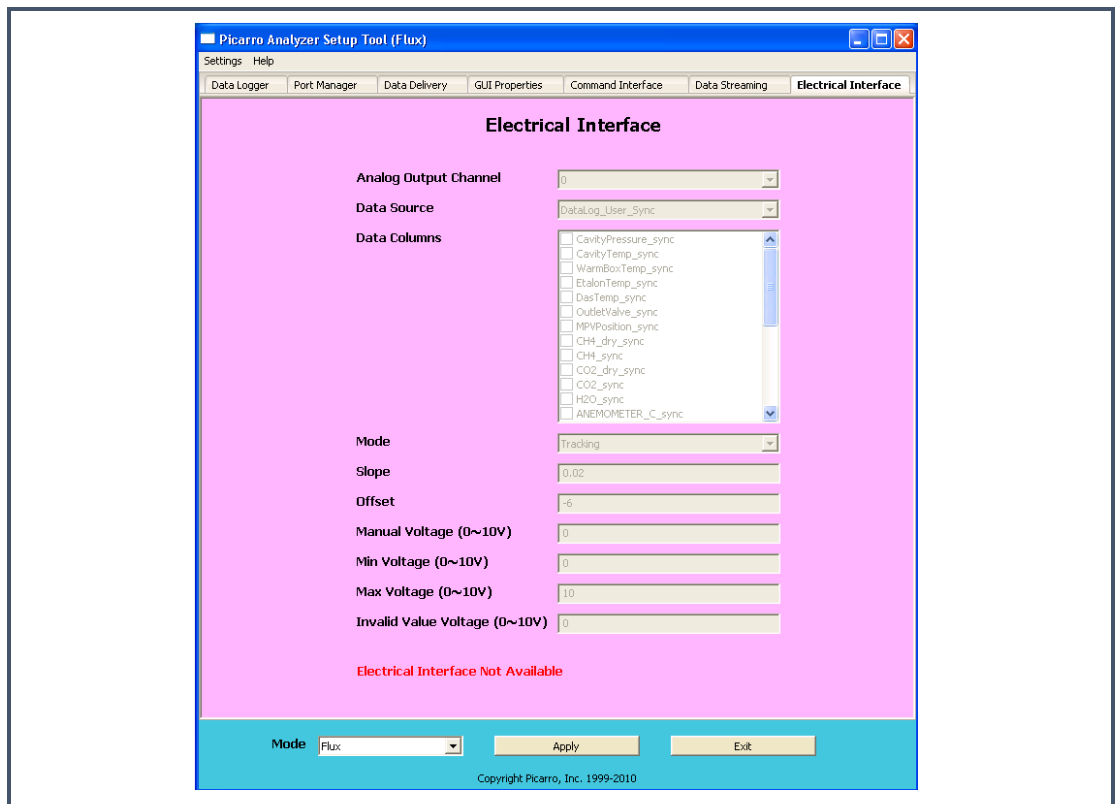 Picarro Analyzer Setup Tool (Flux)
Settings Help
Data Logger Port Manager Data Delivery GUI Properties Command Interface Data Streaming Electrical Interface
Electrical Interface
Analog Output Channel 0
Data Source DataLog_User_Sync
Data Columns CavityPressure_sync
CavityTemp_sync
WarmBoxTemp_sync
EtalonTemp_sync
DasTemp_sync
OutletValve_sync
MPVPosition_sync
CH4_dry_sync
CH4_sync
CO2_dry_sync
CO2_sync
H2O_sync
ANEMOMETER_C_sync
Mode Tracking
Slope 0.02
Offset -6
Manual Voltage (0~10V) 0
Min Voltage (0~10V) 0
Max Voltage (0~10V) 10
Invalid Value Voltage (0~10V) 0
Electrical Interface Not Available
Mode Flux Apply Exit
Copyright Picarro, Inc. 1999-2010